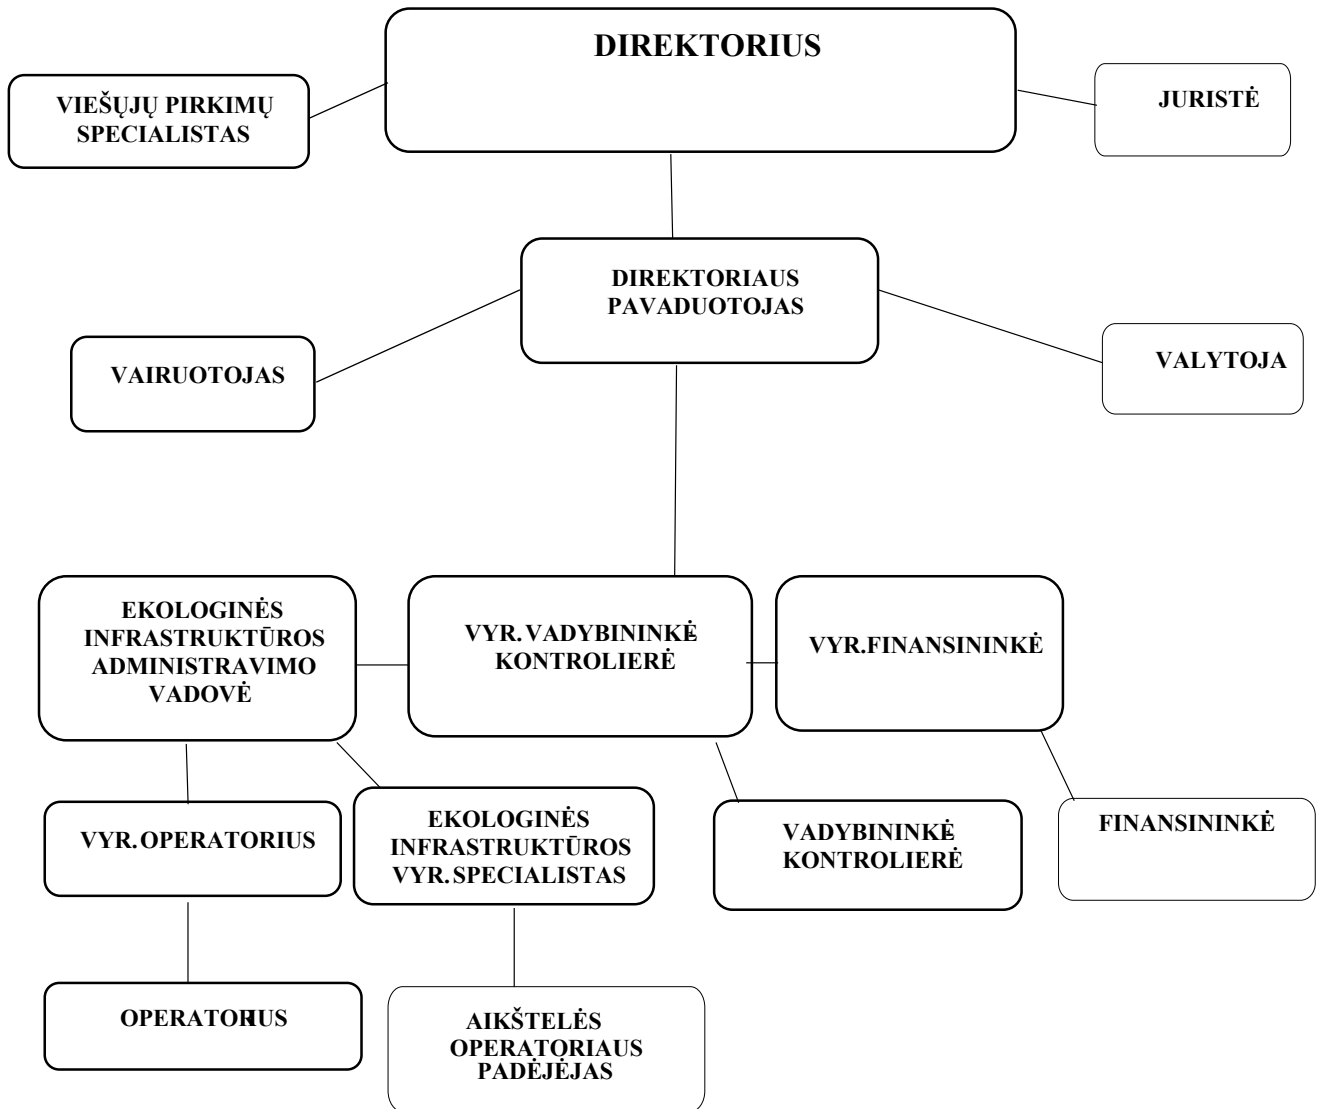 DIREKTORIUS
VIEŠŲJŲ PIRKIMŲ
SPECIALISTAS
JURISTĖ
DIREKTORIAUS
PAVADUOTOJAS
VAIRUOTOJAS
VALYTOJA
EKOLOGINĖS
INFRASTRUKTŪROS
ADMINISTRAVIMO
VADOVĖ
VYR. VADYBININKĖ-
KONTROLIERĖ
VYR.FINANSININKĖ
VYR. OPERATORIUS
EKOLOGINĖS
INFRASTRUKTŪROS
VYR. SPECIALISTAS
VADYBININKĖ-
KONTROLIERĖ
FINANSININKĖ
OPERATORIUS
AIKŠTELĖS
OPERATORIAUS
PADĖJĖJAS